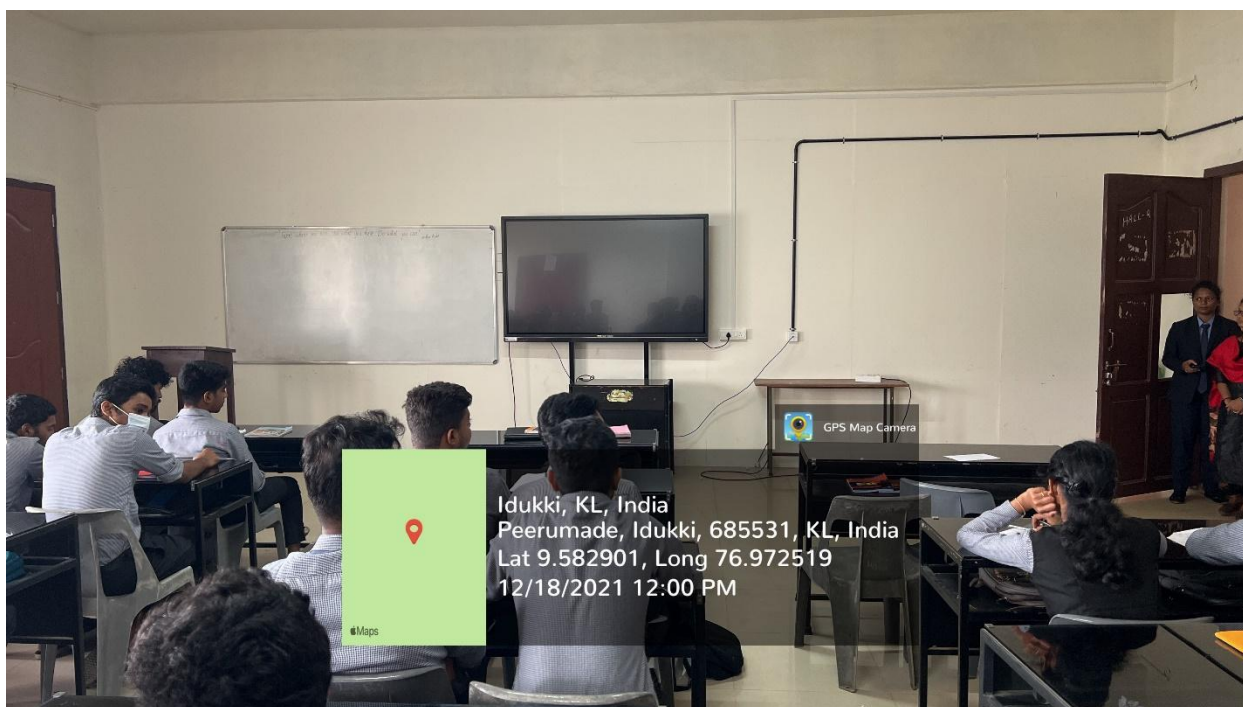 HALL-
GPS Map Camera
Idukki, KL, India
Peerumade, Idukki, 685531, KL, India
Lat 9.582901, Long 76.972519
12/18/2021 12:00 PM
Maps